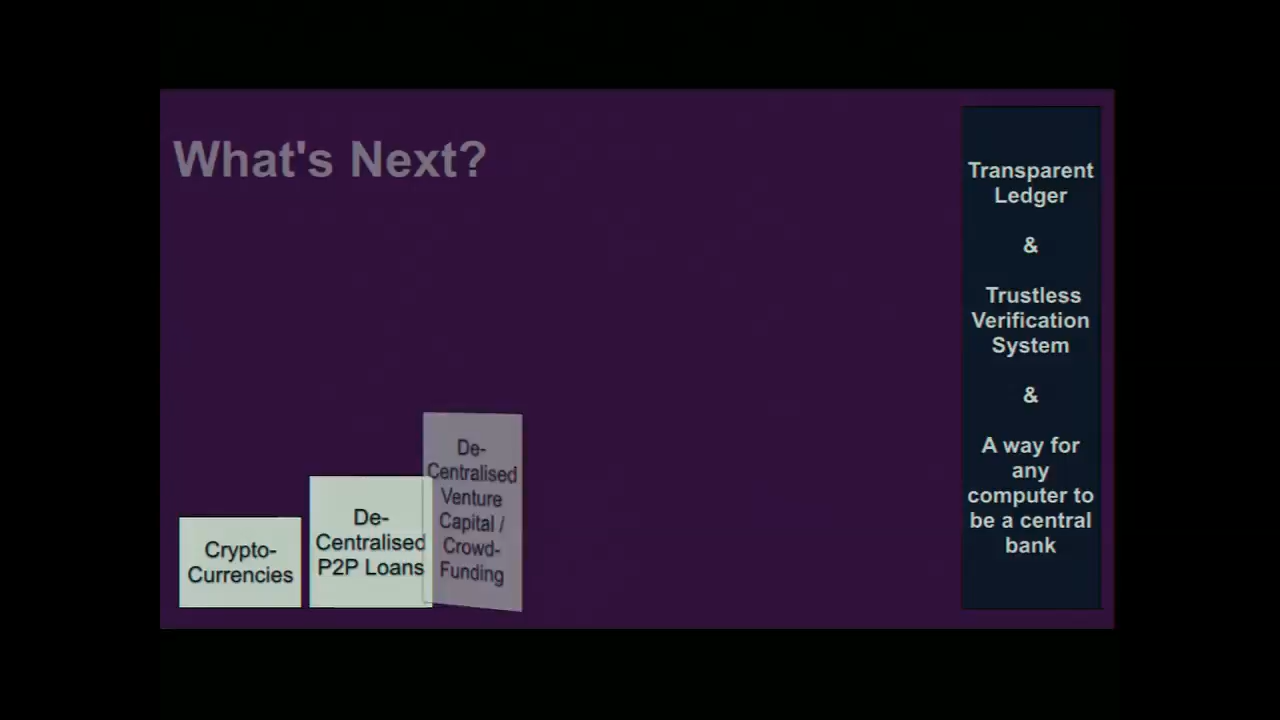 What's Next?
Crypto-
Currencies
De-
Centralised
P2P Loans
De-
Centralised
Venture
Capital /
Crowd-
Funding
Transparent
Ledger
&
Trustless
Verification
System
&
A way for
any
computer to
be a central
bank